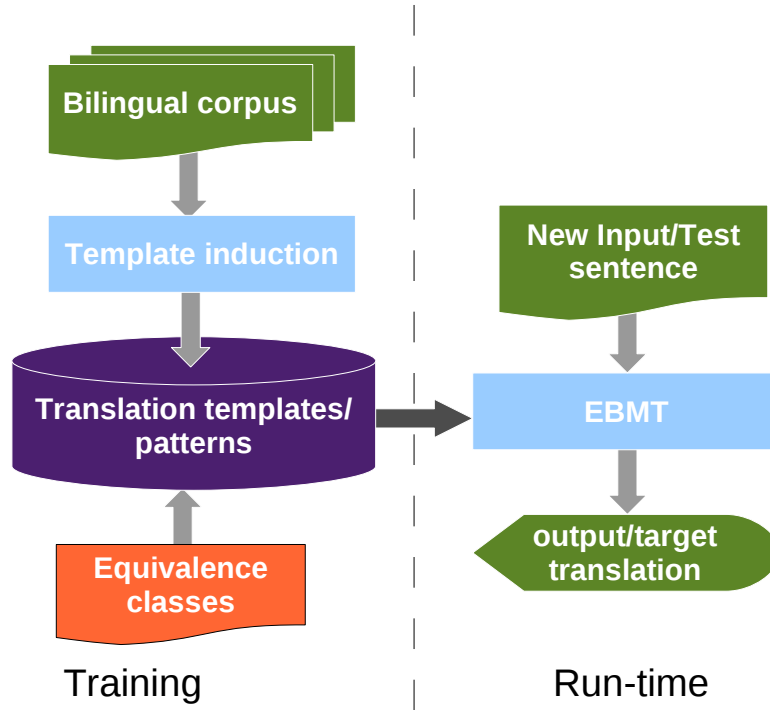 Bilingual corpus
Template induction
Translation templates/
patterns
Equivalence
classes
Training
New Input/Test
sentence
EBMT
output/target
translation
Run-time